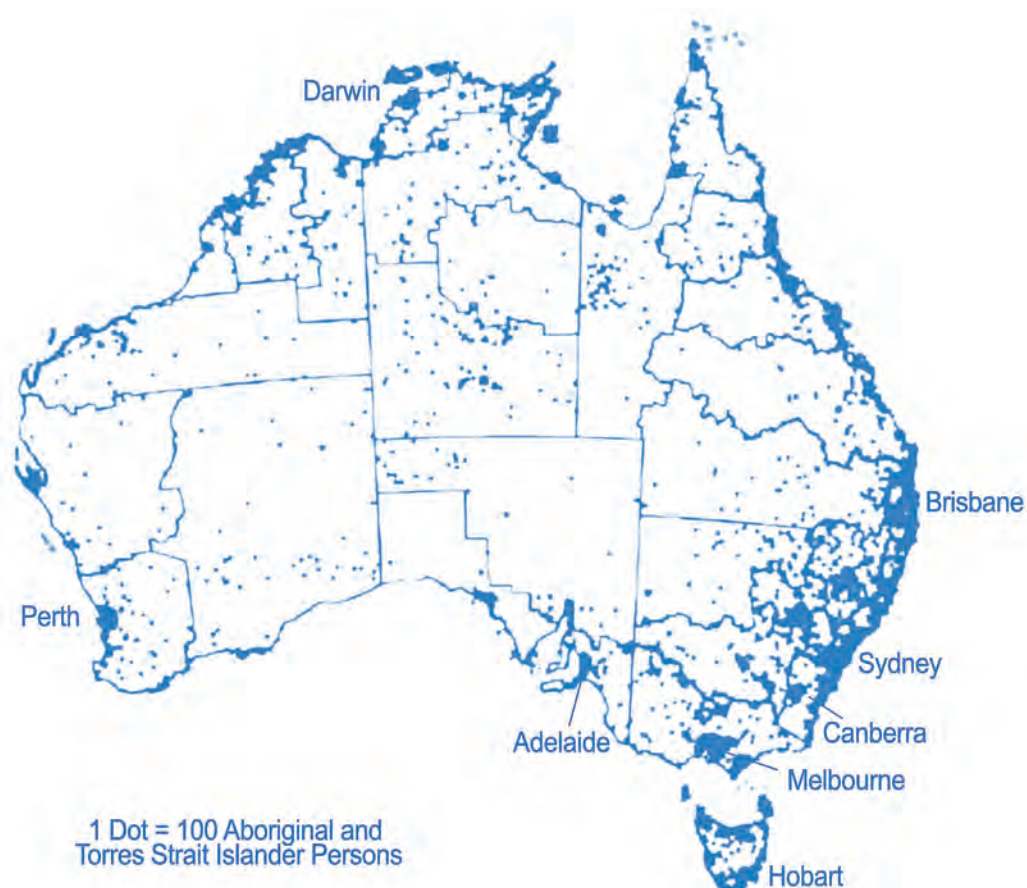 Darwin
Brisbane
Perth
Sydney
Canberra
Adelaide
Melbourne
1 Dot = 100 Aboriginal and
Torres Strait Islander Persons
Hobart